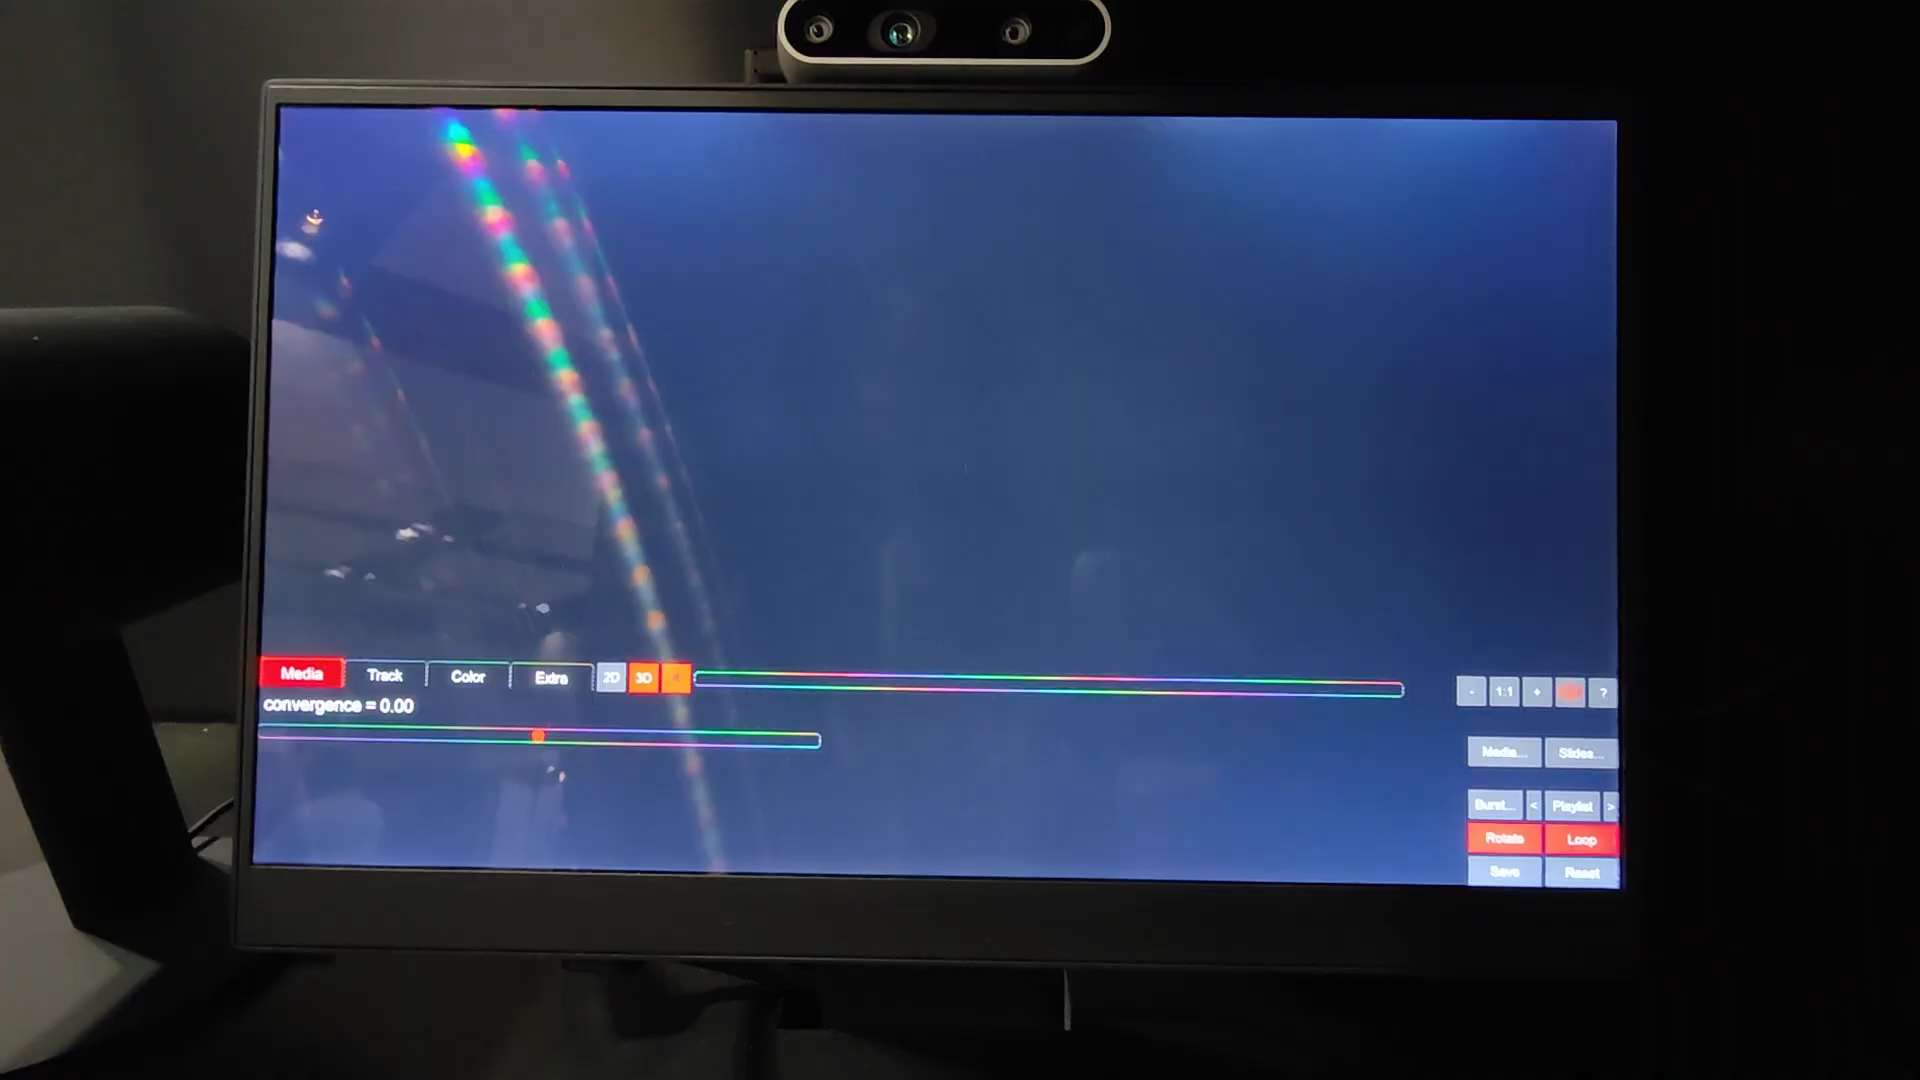 Media Track Color Extra 2D 3D
convergence = 0.00
- 1:1 + ?
Media... Slides...
Burst... < Playlist >
Rotate Loop
Save Reset